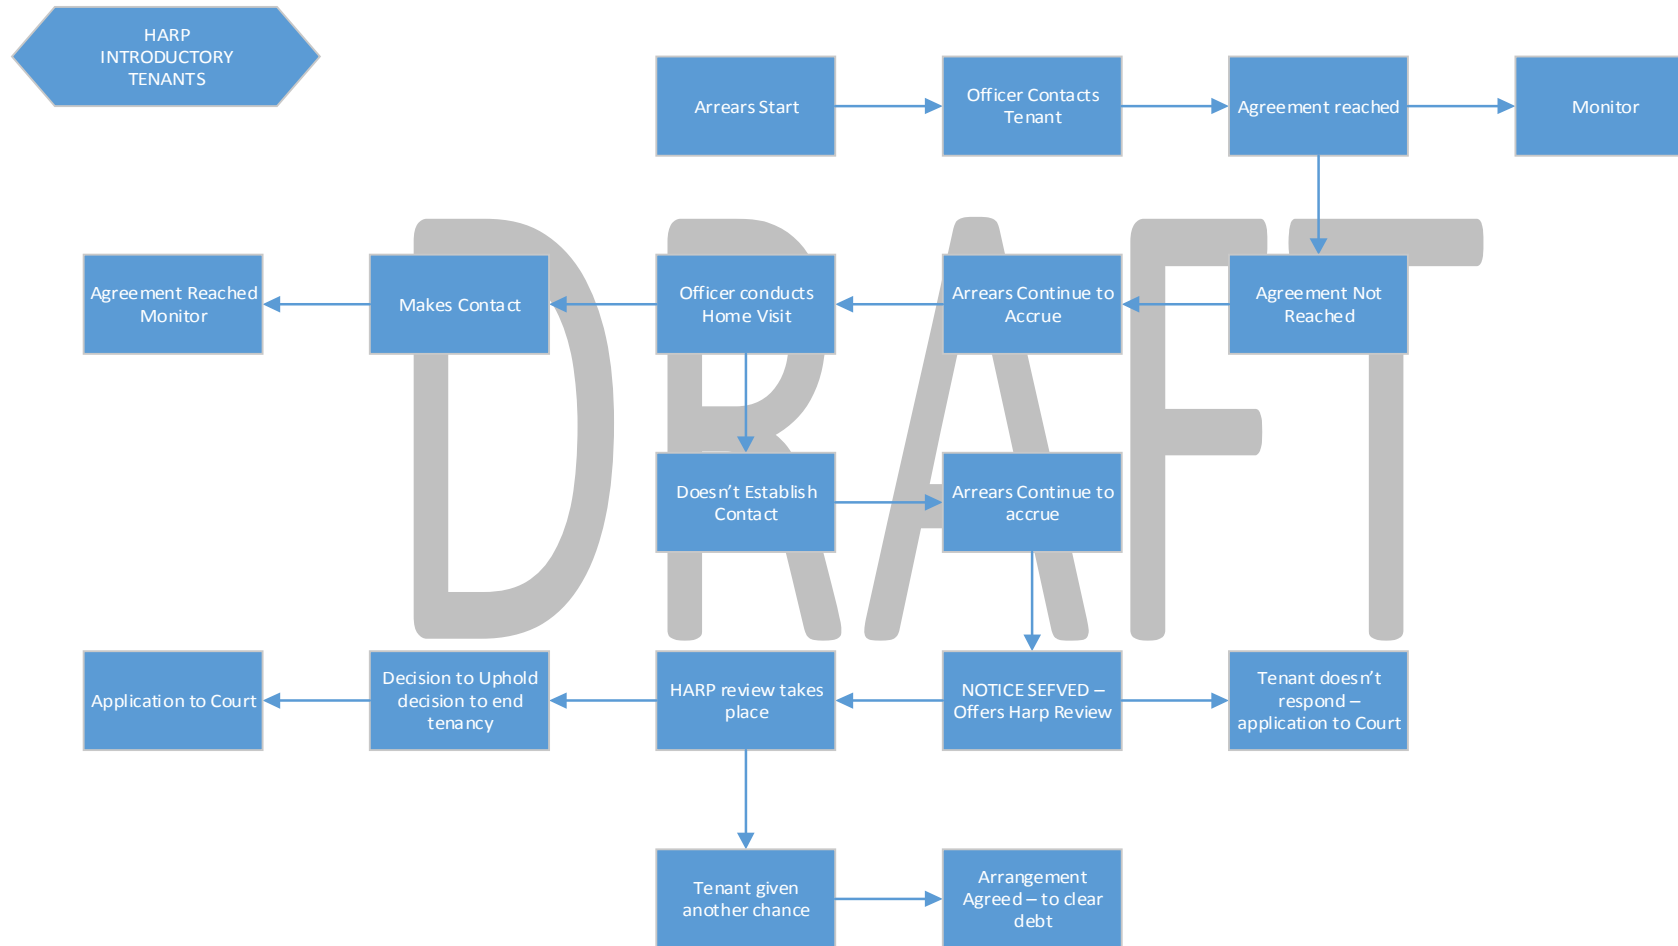 HARP
INTRODUCTORY
TENANTS
Arrears Start
Officer Contacts
Tenant
Agreement reached
Monitor
Agreement Reached
Monitor
Makes Contact
Officer conducts
Home Visit
Arrears Continue to
Accrue
Agreement Not
Reached
DRAFT
Doesn't Establish
Contact
Arrears Continue to
accrue
Application to Court
Decision to Uphold
decision to end
tenancy
HARP review takes
place
NOTICE SEFVED –
Offers Harp Review
Tenant doesn't
respond –
application to Court
Tenant given
another chance
Arrangement
Agreed – to clear
debt